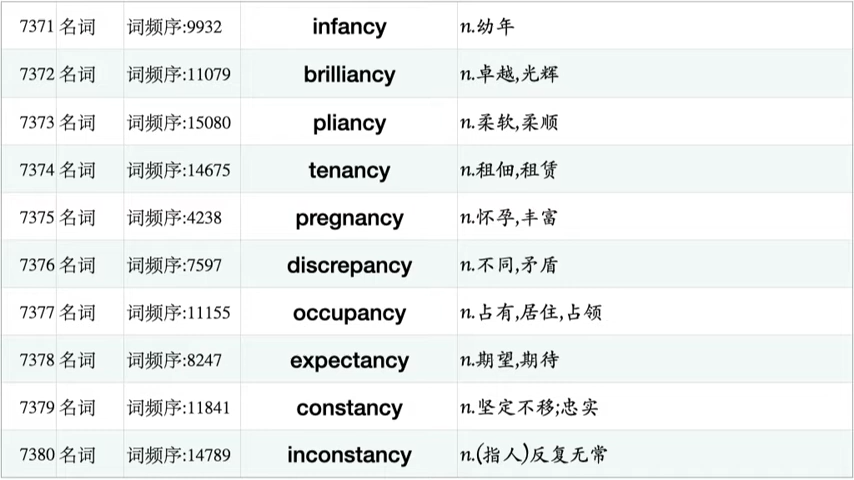 7371 名词 词频序:9932 infancy n.幼年
7372 名词 词频序:11079 brilliancy n.卓越,光辉
7373 名词 词频序:15080 pliancy n.柔软,柔顺
7374 名词 词频序:14675 tenancy n.租佃,租赁
7375 名词 词频序:4238 pregnancy n.怀孕,丰富
7376 名词 词频序:7597 discrepancy n.不同,矛盾
7377 名词 词频序:11155 occupancy n.占有,居住,占领
7378 名词 词频序:8247 expectancy n.期望,期待
7379 名词 词频序:11841 constancy n.坚定不移;忠实
7380 名词 词频序:14789 inconstancy n.(指人)反复无常